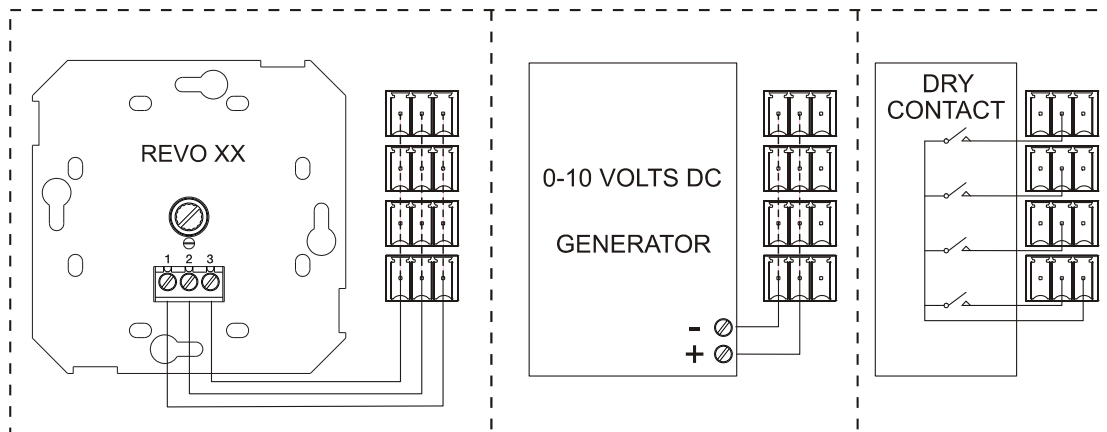 REVO XX
1 2 3
0-10 VOLTS DC
GENERATOR
-
+
DRY
CONTACT